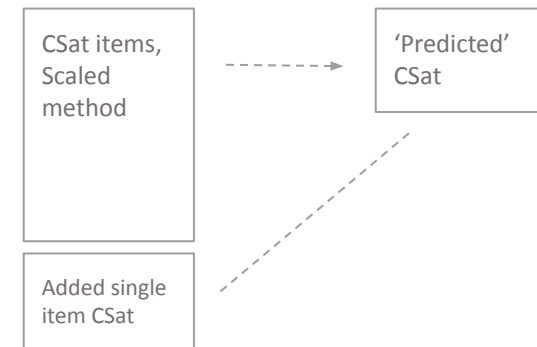 CSat items,
Scaled
method
‘Predicted’
CSat
Added single
item CSat